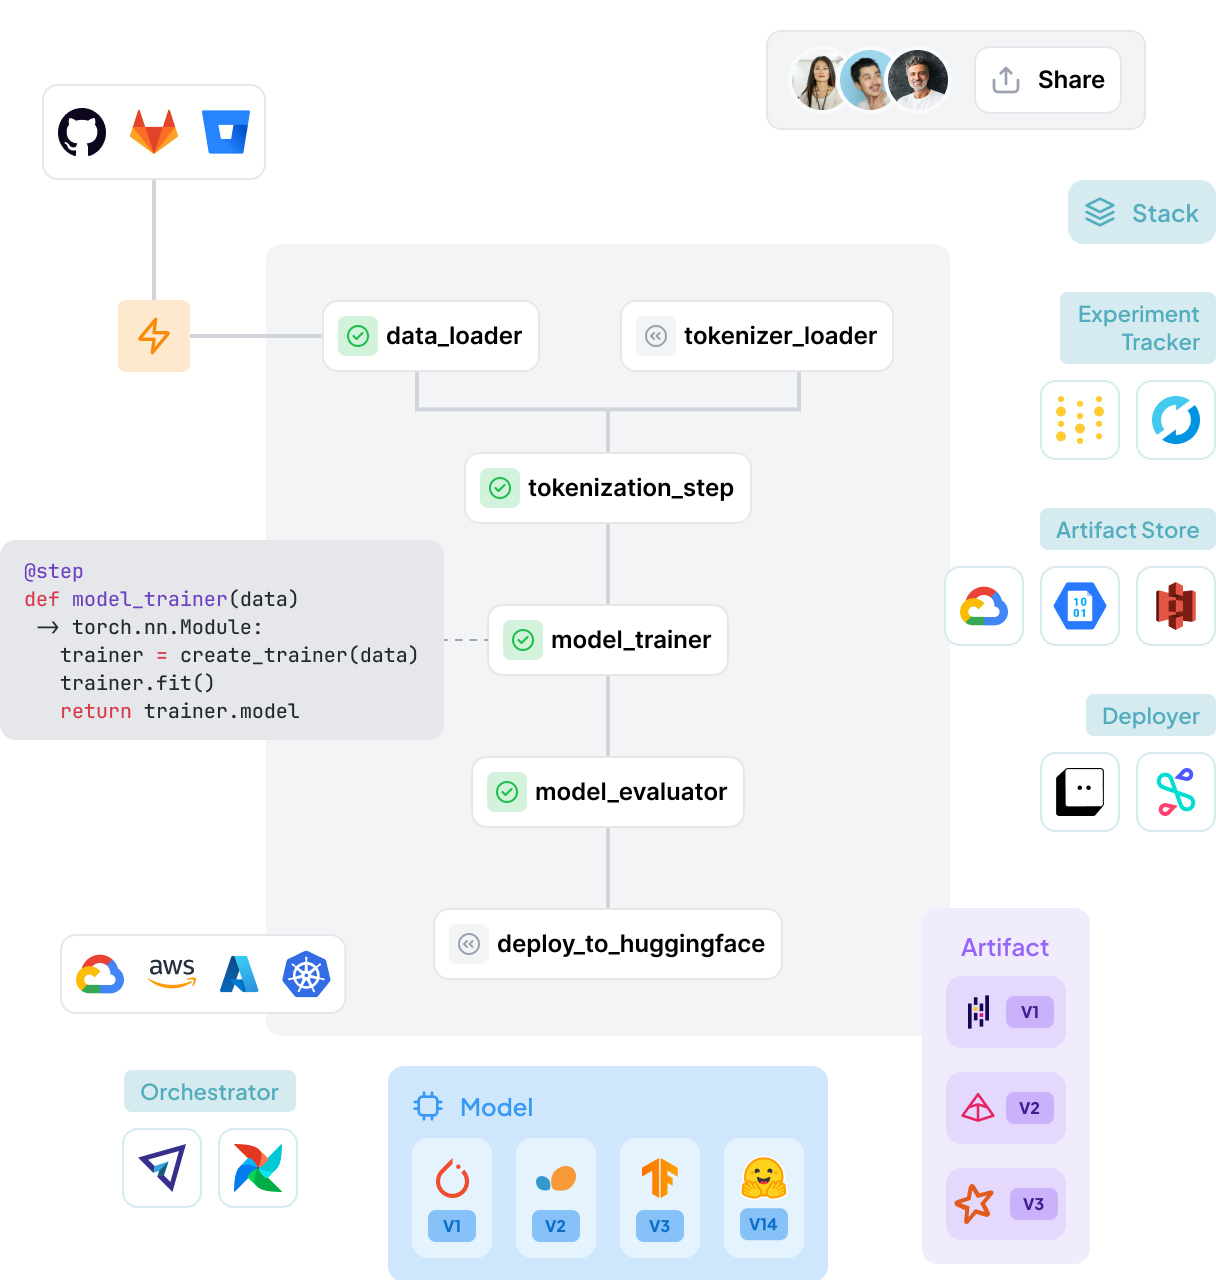 Share
Stack
Experiment
Tracker
data_loader
tokenizer_loader
tokenization_step
Artifact Store
10
01
@step
def model_trainer(data)
-> torch.nn.Module:
trainer = create_trainer(data)
trainer.fit()
return trainer.model
model_trainer
Deployer
model_evaluator
deploy_to_huggingface
aws
Artifact
V1
V2
V3
Orchestrator
Model
V1
V2
V3
V14